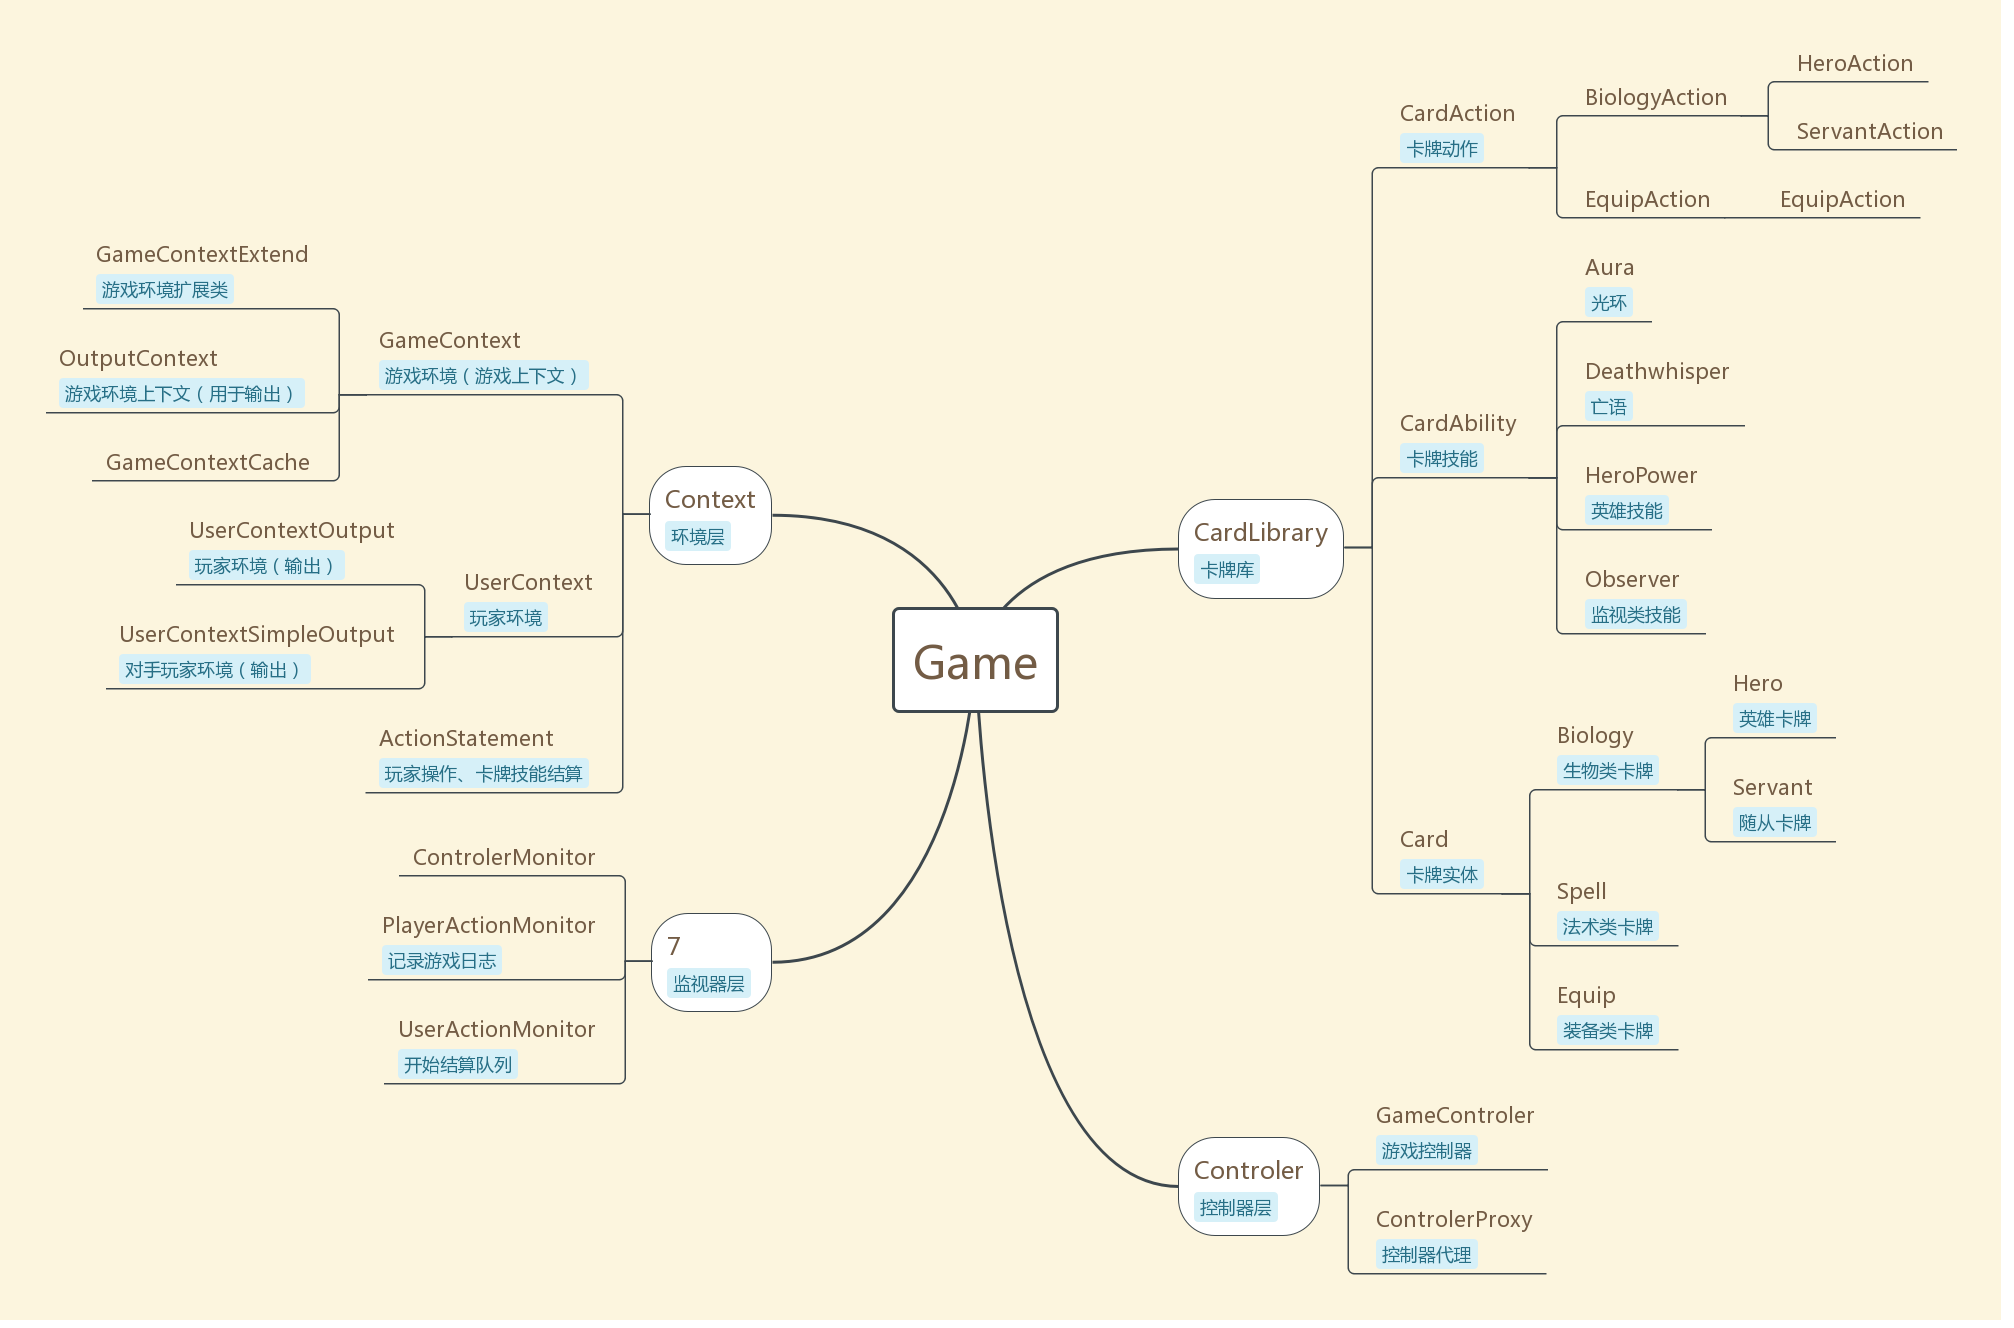 Game
CardLibrary
卡牌库
CardAction
卡牌动作
BiologyAction
HeroAction
ServantAction
EquipAction
EquipAction
CardAbility
卡牌技能
Aura
光环
Deathwhisper
亡语
HeroPower
英雄技能
Observer
监视类技能
Card
卡牌实体
Biology
生物类卡牌
Hero
英雄卡牌
Servant
随从卡牌
Spell
法术类卡牌
Equip
装备类卡牌
Controler
控制器层
GameControler
游戏控制器
ControlerProxy
控制器代理
Context
环境层
GameContext
游戏环境（游戏上下文）
GameContextExtend
游戏环境扩展类
OutputContext
游戏环境上下文（用于输出）
GameContextCache
UserContext
玩家环境
UserContextOutput
玩家环境（输出）
UserContextSimpleOutput
对手玩家环境（输出）
ActionStatement
玩家操作、卡牌技能结算
7
监视器层
ControlerMonitor
PlayerActionMonitor
记录游戏日志
UserActionMonitor
开始结算队列